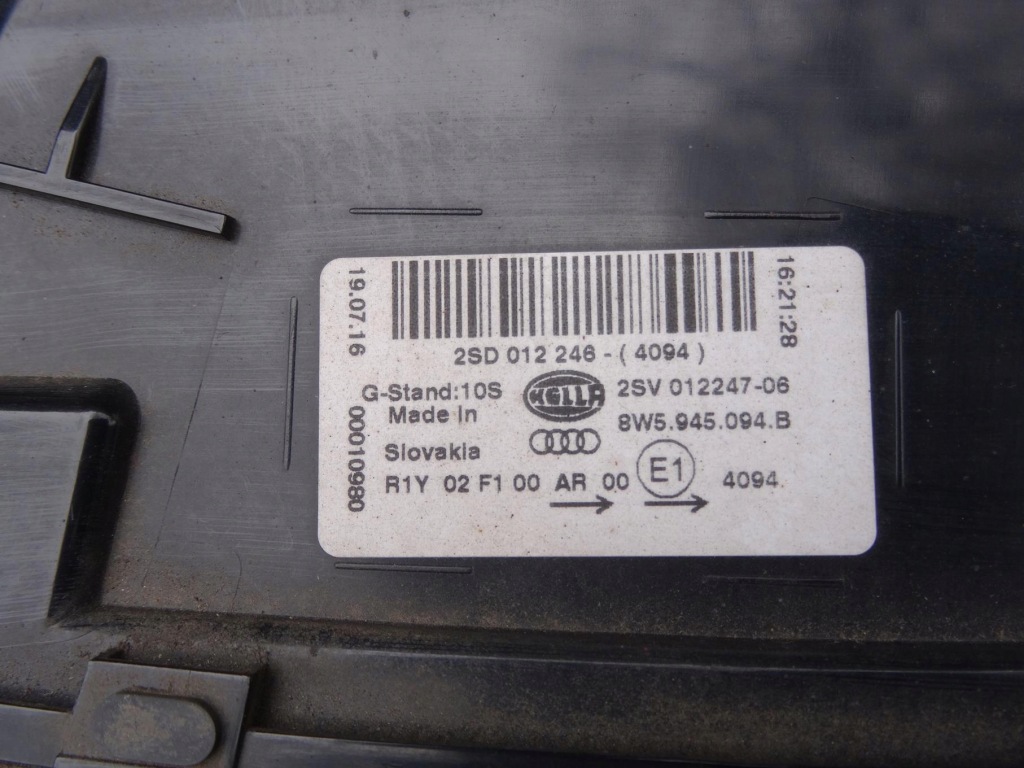 19.07.16
00010980
16:21:28
2SD 012 246 - ( 4094 )
G-Stand:10S
Made In
Slovakia
HELLA
2SV 012247-06
8W5.945.094.B
R1Y 02 F1 00 AR 00 E1 4094